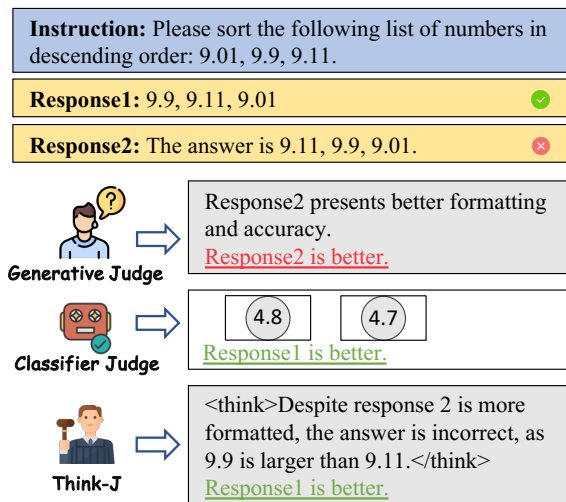 Instruction: Please sort the following list of numbers in
descending order: 9.01, 9.9, 9.11.
Response1: 9.9, 9.11, 9.01
Response2: The answer is 9.11, 9.9, 9.01.
?
Generative Judge
Response2 presents better formatting
and accuracy.
Response2 is better.
Classifier Judge
4.8 4.7
Response1 is better.
Think-J
<think>Despite response 2 is more
formatted, the answer is incorrect, as
9.9 is larger than 9.11.</think>
Response1 is better.